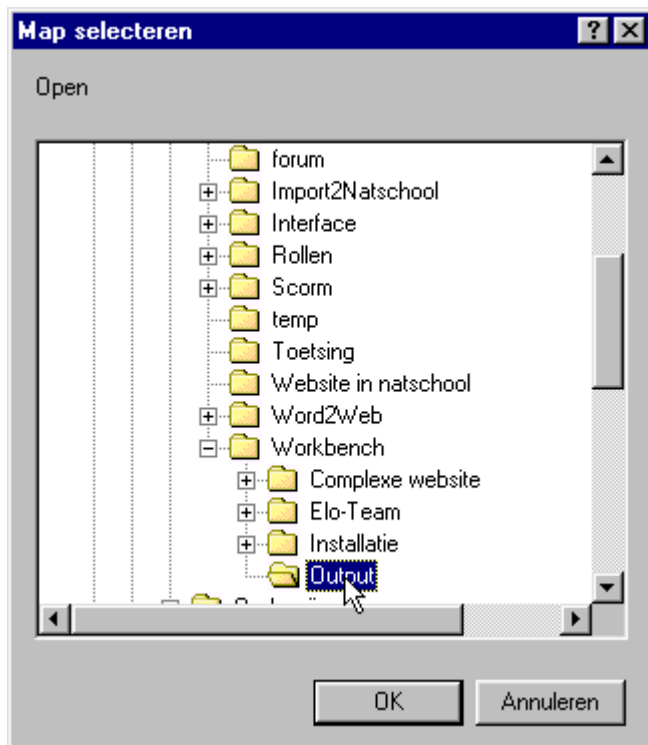 Map selecteren
Open
forum
Import2Natschool
Interface
Rollen
Scorm
temp
Toetsing
Website in natschool
Word2Web
Workbench
Complexe website
Elo-Team
Installatie
Output
OK Annuleren